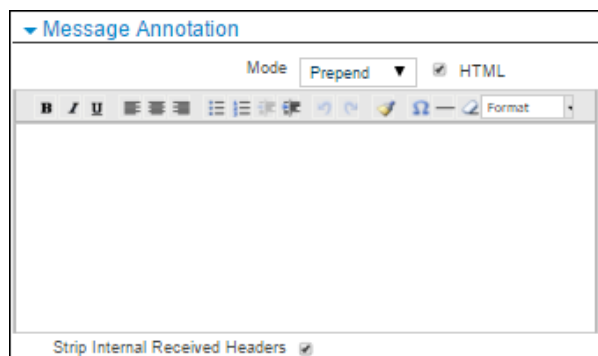 Message Annotation
Mode Prepend HTML
B I U Ω Format
Strip Internal Received Headers